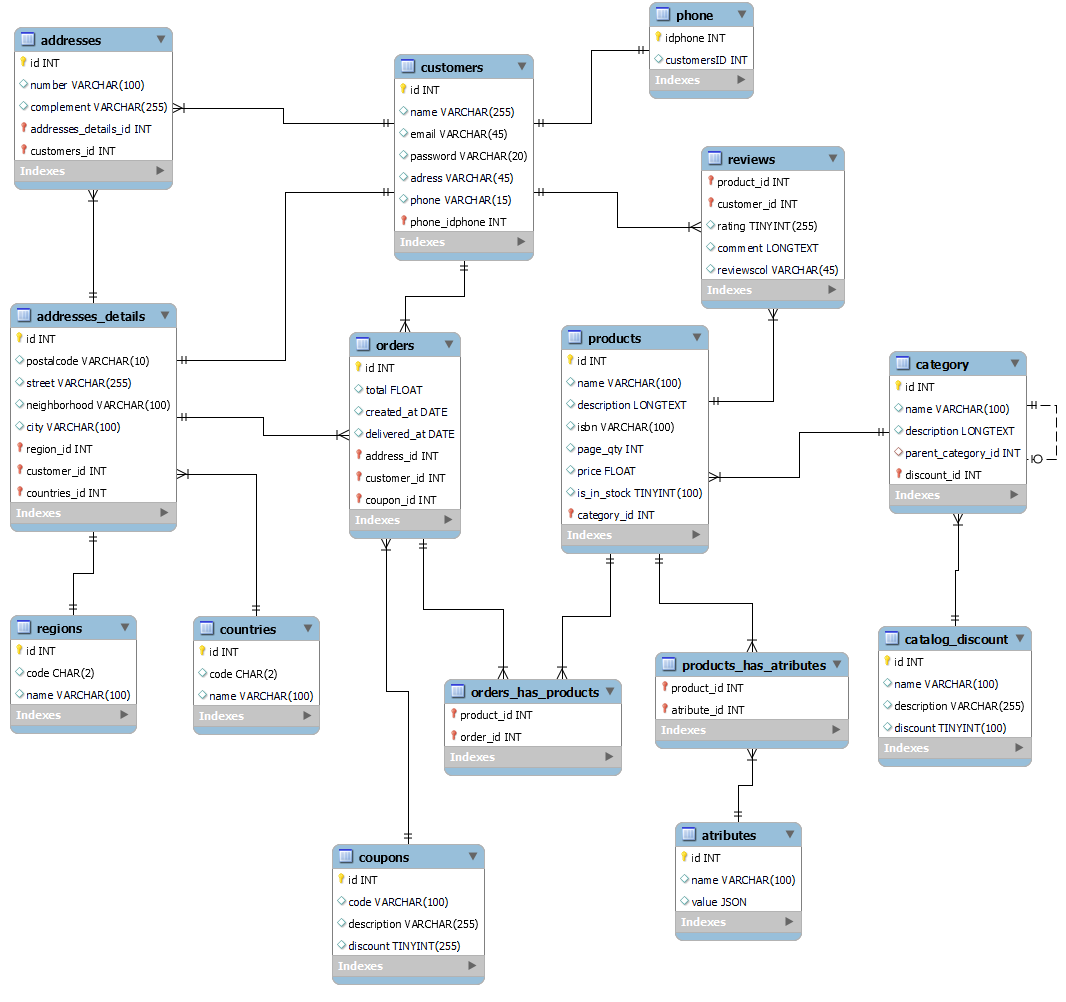 addresses
id INT
number VARCHAR(100)
complement VARCHAR(255)
addresses_details_id INT
customers_id INT
Indexes
customers
id INT
name VARCHAR(255)
email VARCHAR(45)
password VARCHAR(20)
adress VARCHAR(45)
phone VARCHAR(15)
phone_idphone INT
Indexes
phone
idphone INT
customersID INT
Indexes
reviews
product_id INT
customer_id INT
rating TINYINT(255)
comment LONGTEXT
reviewscol VARCHAR(45)
Indexes
addresses_details
id INT
postalcode VARCHAR(10)
street VARCHAR(255)
neighborhood VARCHAR(100)
city VARCHAR(100)
region_id INT
customer_id INT
countries_id INT
Indexes
orders
id INT
total FLOAT
created_at DATE
delivered_at DATE
address_id INT
customer_id INT
coupon_id INT
Indexes
products
id INT
name VARCHAR(100)
description LONGTEXT
isbn VARCHAR(100)
page_qty INT
price FLOAT
is_in_stock TINYINT(100)
category_id INT
Indexes
category
id INT
name VARCHAR(100)
description LONGTEXT
parent_category_id INT
discount_id INT
Indexes
regions
id INT
code CHAR(2)
name VARCHAR(100)
Indexes
countries
id INT
code CHAR(2)
name VARCHAR(100)
Indexes
orders_has_products
product_id INT
order_id INT
Indexes
products_has_atributes
product_id INT
atribute_id INT
Indexes
catalog_discount
id INT
name VARCHAR(100)
description VARCHAR(255)
discount TINYINT(100)
Indexes
coupons
id INT
code VARCHAR(100)
description VARCHAR(255)
discount TINYINT(255)
Indexes
atributes
id INT
name VARCHAR(100)
value JSON
Indexes